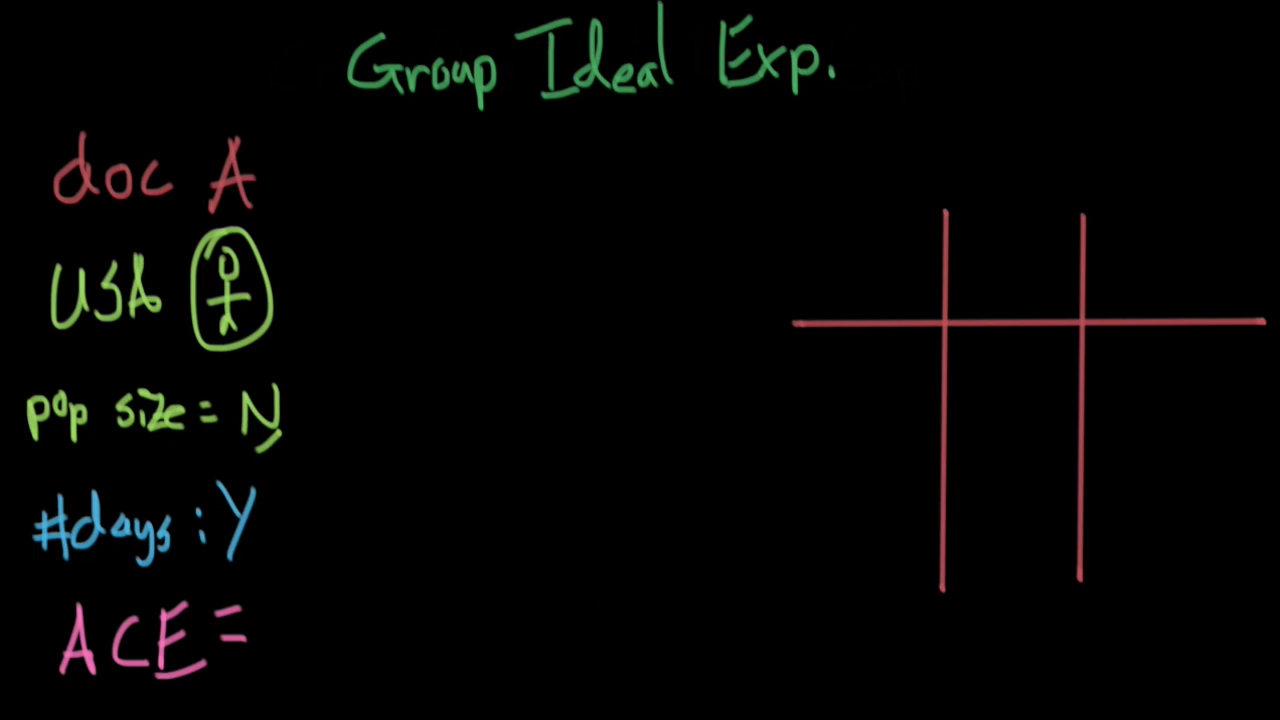 Group Ideal Exp.
doc A
USA
pop size = N
#days : Y
ACE =